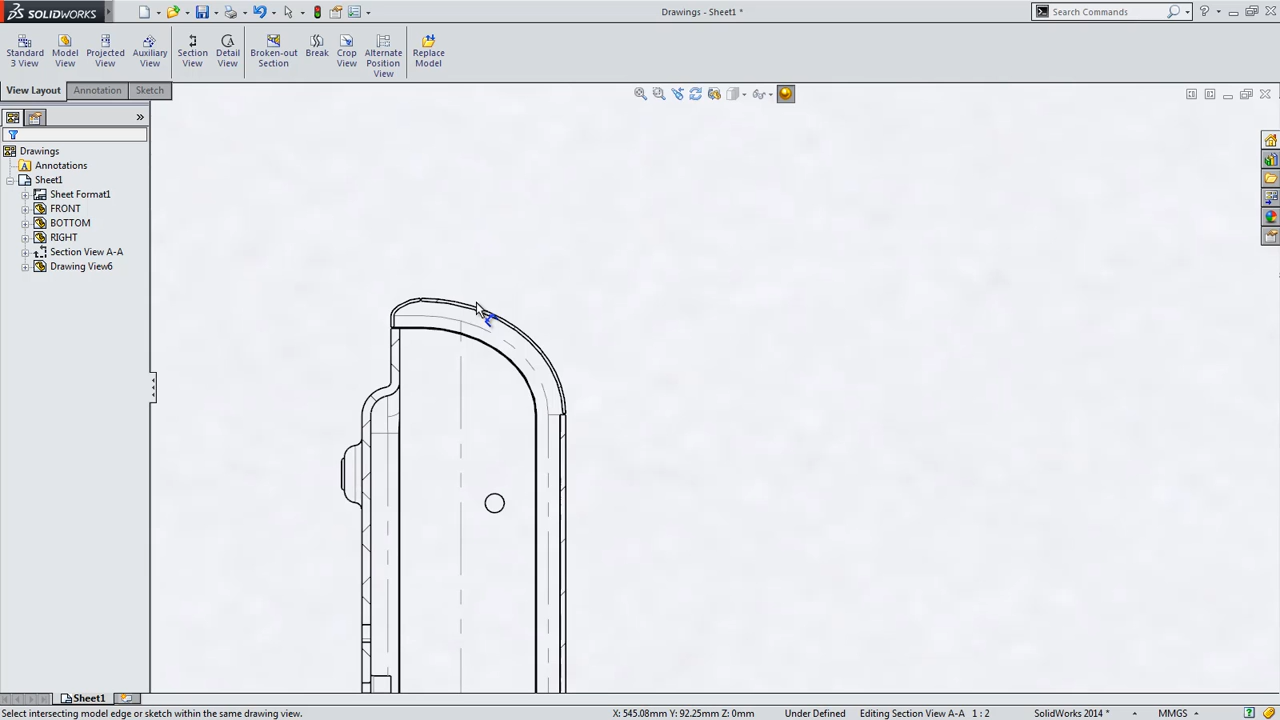 SOLIDWORKS
Drawings - Sheet1 *
Search Commands
Standard 3 View
Model View
Projected View
Auxiliary View
Section View
Detail View
Broken-out Section
Break
Crop View
Alternate Position View
Replace Model
View Layout
Annotation
Sketch
Drawings
Annotations
Sheet1
Sheet Format1
FRONT
BOTTOM
RIGHT
Section View A-A
Drawing View6
Sheet1
Select intersecting model edge or sketch within the same drawing view.
X: 545.08mm Y: 92.25mm Z: 0mm
Under Defined
Editing Section View A-A
1 : 2
SolidWorks 2014 *
MMGS